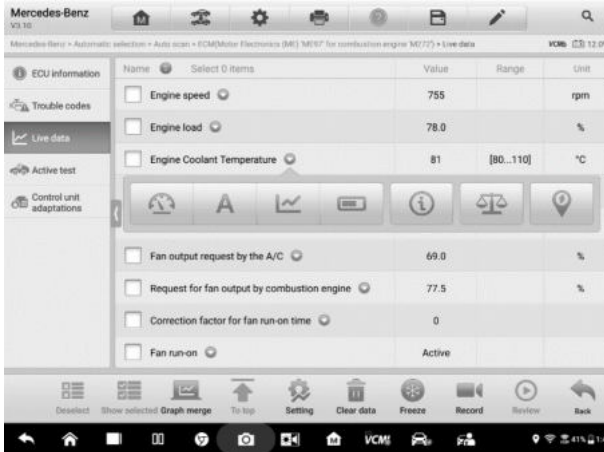 Mercedes-Benz
V3.10
Mercedes-Benz > Automatic selection > Auto scan > ECM(Motor Electronics (ME) 'M787' for combustion engine 'M272') > Live data
VCMI 12.0
ECU information
Trouble codes
Live data
Active test
Control unit
adaptations
Name Select 0 items Value Range Unit
Engine speed 755 rpm
Engine load 78.0 %
Engine Coolant Temperature 81 [80...110] °C
A
Fan output request by the A/C 69.0 %
Request for fan output by combustion engine 77.5 %
Correction factor for fan run-on time 0
Fan run-on Active
Deselect Show selected Graph merge To top Setting Clear data Freeze Record Review Back
VCMI 41%